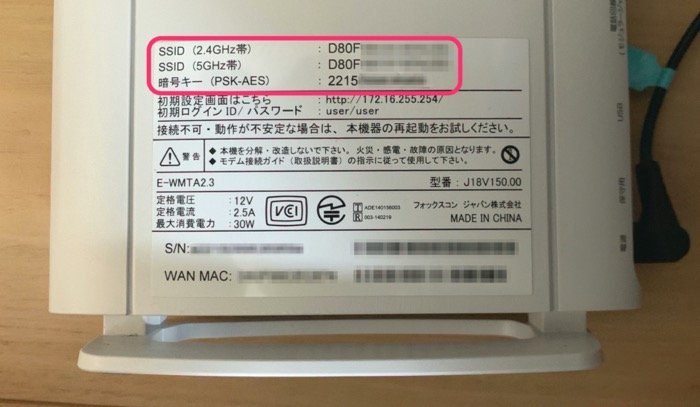 SSID（2.4GHz帯） : D80F
SSID（5GHz帯） : D80F
暗号キー（PSK-AES） : 2215
初期設定画面はこちら : http://172.16.255.254/
初期ログインID/パスワード : user/user
接続不可・動作が不安定な場合は、本機器の再起動をお試しください。
警告
◆本機を分解・改造しないで下さい。火災・感電・故障の原因となります。
◆モデム接続ガイド（取扱説明書）の指示に従って使用して下さい。
E-WMTA2.3 型番：J18V150.00
定格電圧 : 12V
定格電流 : 2.5A
最大消費電力 : 30W
VCI
ADE140156003
003-140219
フォックスコン ジャパン株式会社
MADE IN CHINA
S/N:
WAN MAC: